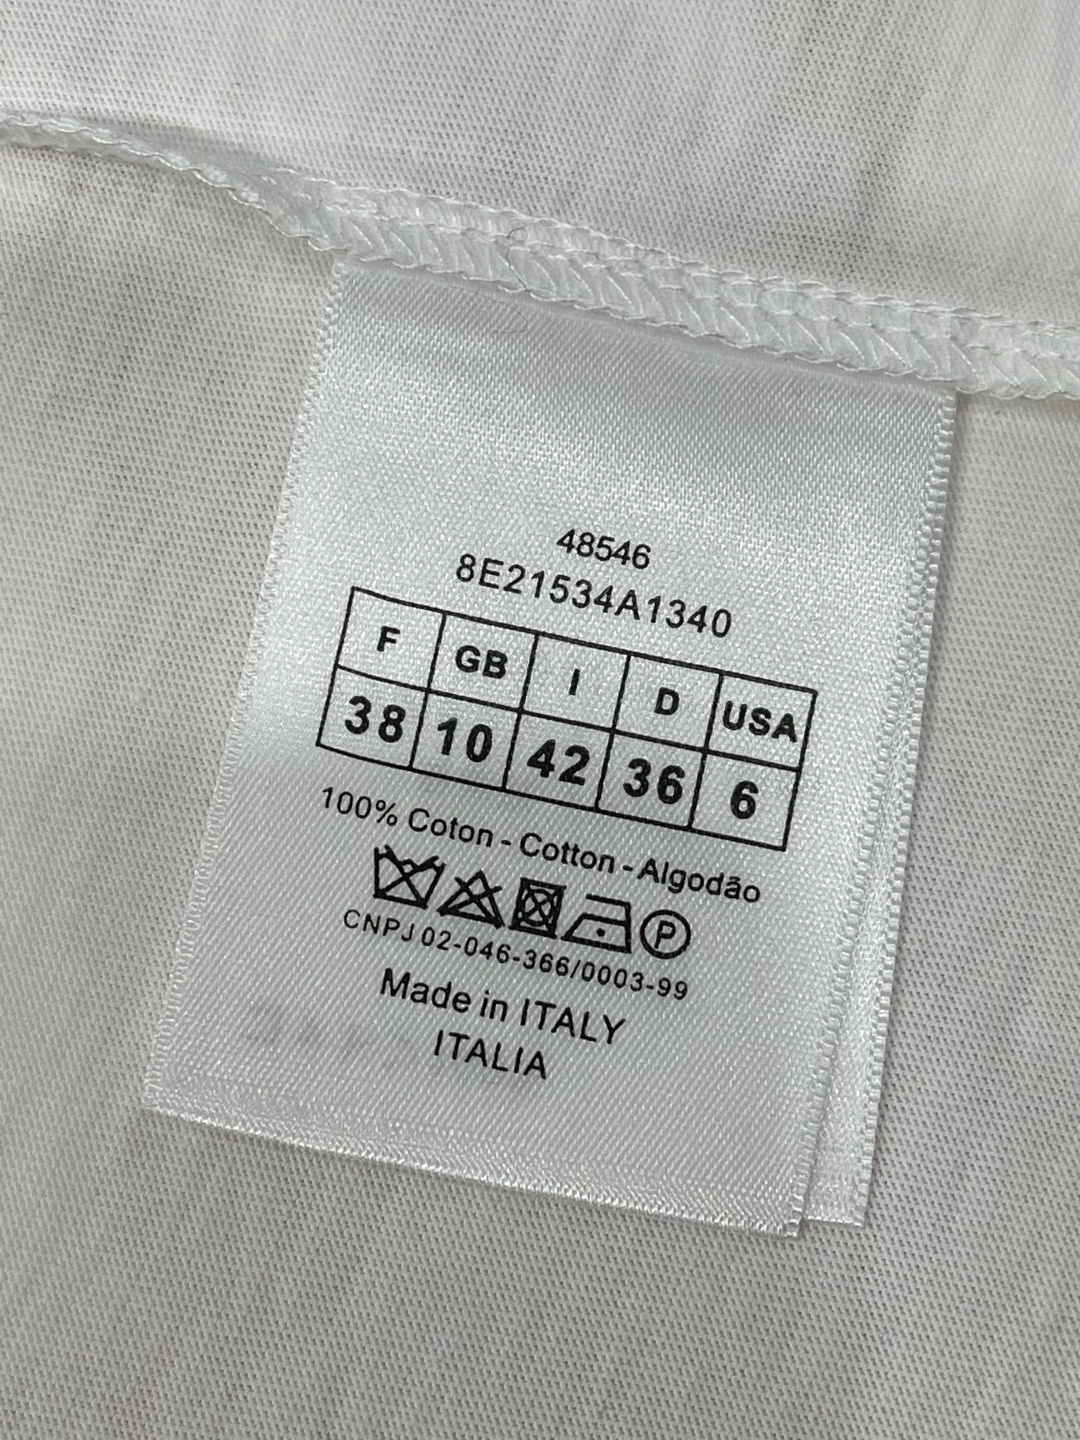 48546
8E21534A1340
F GB I D USA
38 10 42 36 6
100% Coton - Cotton - Algodão
P
CNPJ 02-046-366/0003-99
Made in ITALY
ITALIA